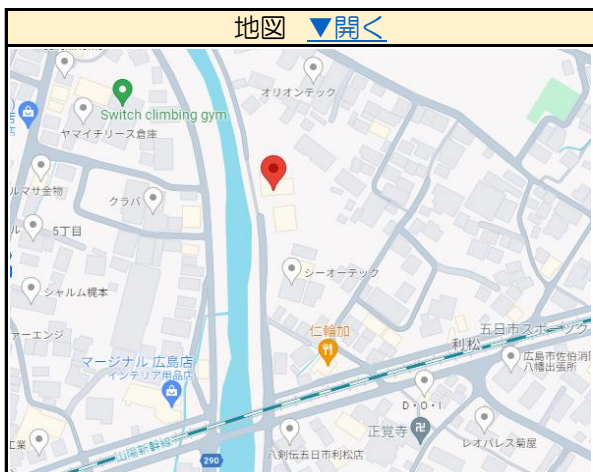 地図 ▼開く
オリオンテック
Switch climbing gym
ヤマイチリース倉庫
ルマサ金物
クラバ
5丁目
シャルム梶本
シーオーテック
ァーエンジ
仁輪加
五日市スポーツク
利松
マージナル 広島店
インテリア用品店
広島市佐伯消防
八幡出張所
D・O・I
正覚寺
レオパレス菊屋
八剣伝五日市利松店
工業
山陽新幹線
290